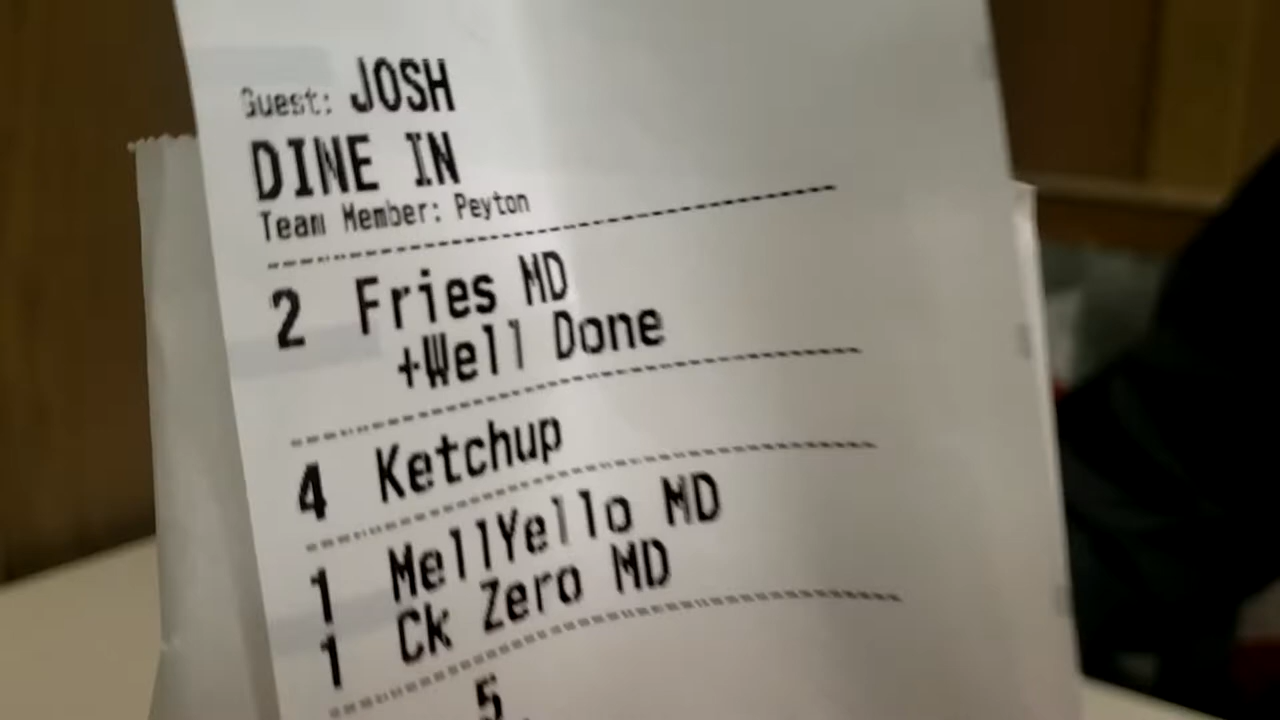 Guest: JOSH
DINE IN
Team Member: Peyton
2 Fries MD
+Well Done
4 Ketchup
1 MellYello MD
1 Ck Zero MD
5